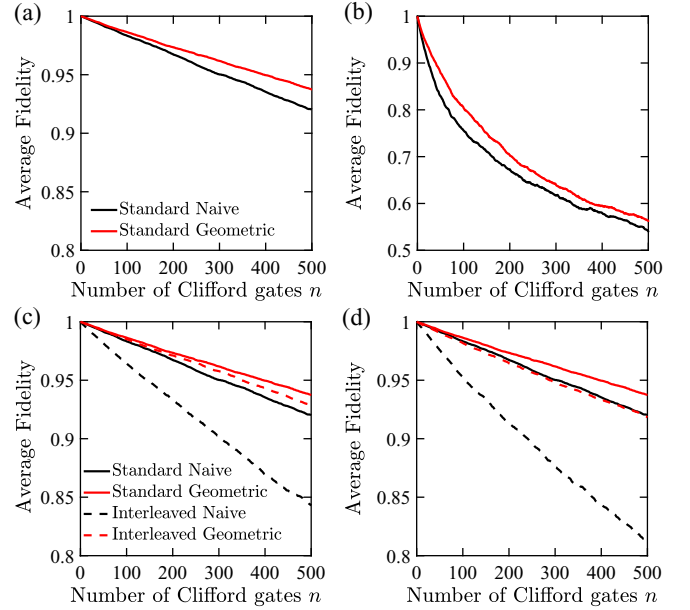 (a)
1
0.95
0.9
0.85
0.8
Average Fidelity
Standard Naive
Standard Geometric
0 100 200 300 400 500
Number of Clifford gates n
(b)
1
0.9
0.8
0.7
0.6
0.5
Average Fidelity
0 100 200 300 400 500
Number of Clifford gates n
(c)
1
0.95
0.9
0.85
0.8
Average Fidelity
Standard Naive
Standard Geometric
Interleaved Naive
Interleaved Geometric
0 100 200 300 400 500
Number of Clifford gates n
(d)
1
0.95
0.9
0.85
0.8
Average Fidelity
0 100 200 300 400 500
Number of Clifford gates n